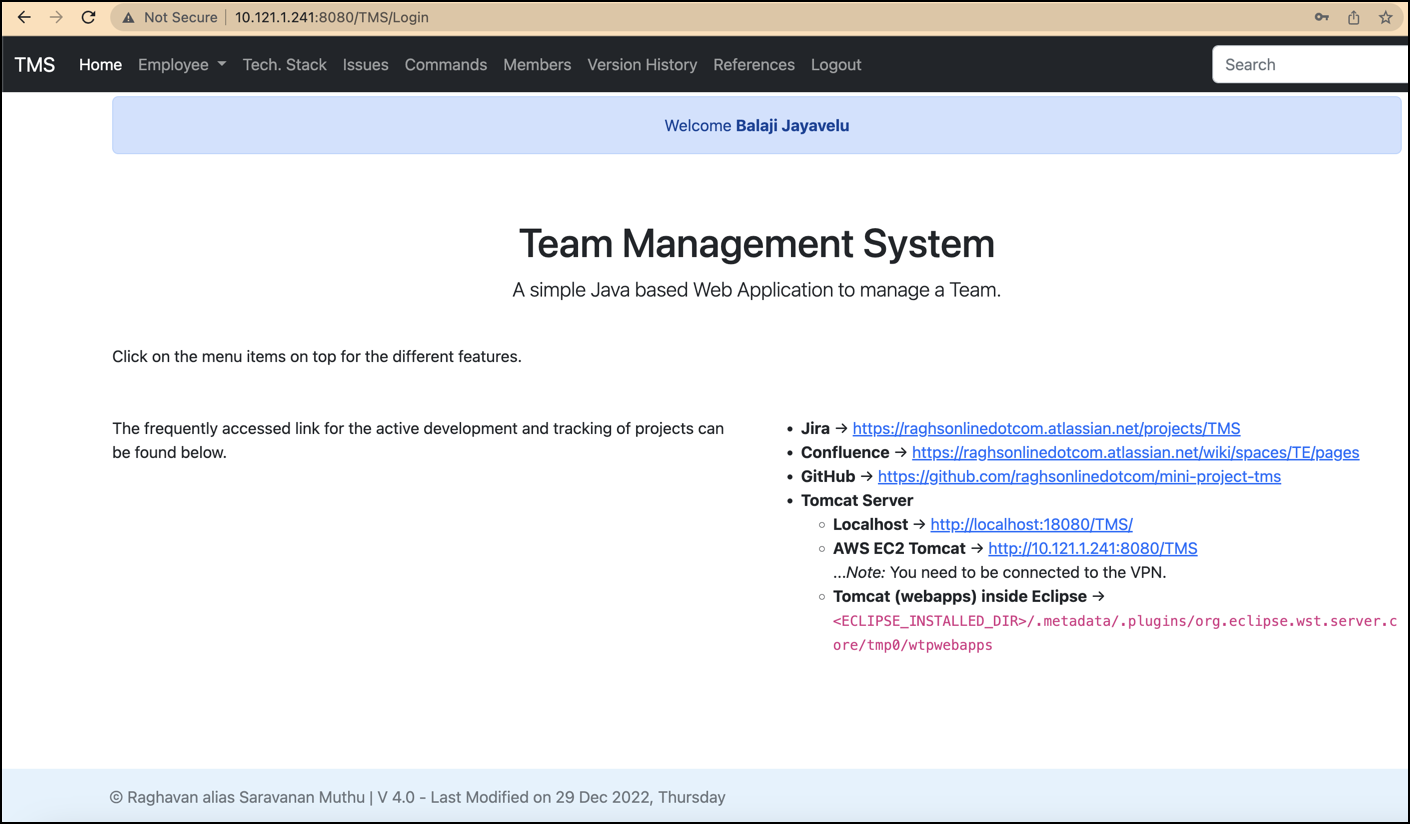 Not Secure | 10.121.1.241:8080/TMS/Login
TMS Home Employee Tech. Stack Issues Commands Members Version History References Logout Search
Welcome Balaji Jayavelu
Team Management System
A simple Java based Web Application to manage a Team.
Click on the menu items on top for the different features.
The frequently accessed link for the active development and tracking of projects can
be found below.
• Jira → https://raghsonlinedotcom.atlassian.net/projects/TMS
• Confluence → https://raghsonlinedotcom.atlassian.net/wiki/spaces/TE/pages
• GitHub → https://github.com/raghsonlinedotcom/mini-project-tms
• Tomcat Server
◦ Localhost → http://localhost:18080/TMS/
◦ AWS EC2 Tomcat → http://10.121.1.241:8080/TMS
...Note: You need to be connected to the VPN.
◦ Tomcat (webapps) inside Eclipse →
<ECLIPSE_INSTALLED_DIR>/.metadata/.plugins/org.eclipse.wst.server.c
ore/tmp0/wtpwebapps
© Raghavan alias Saravanan Muthu | V 4.0 - Last Modified on 29 Dec 2022, Thursday